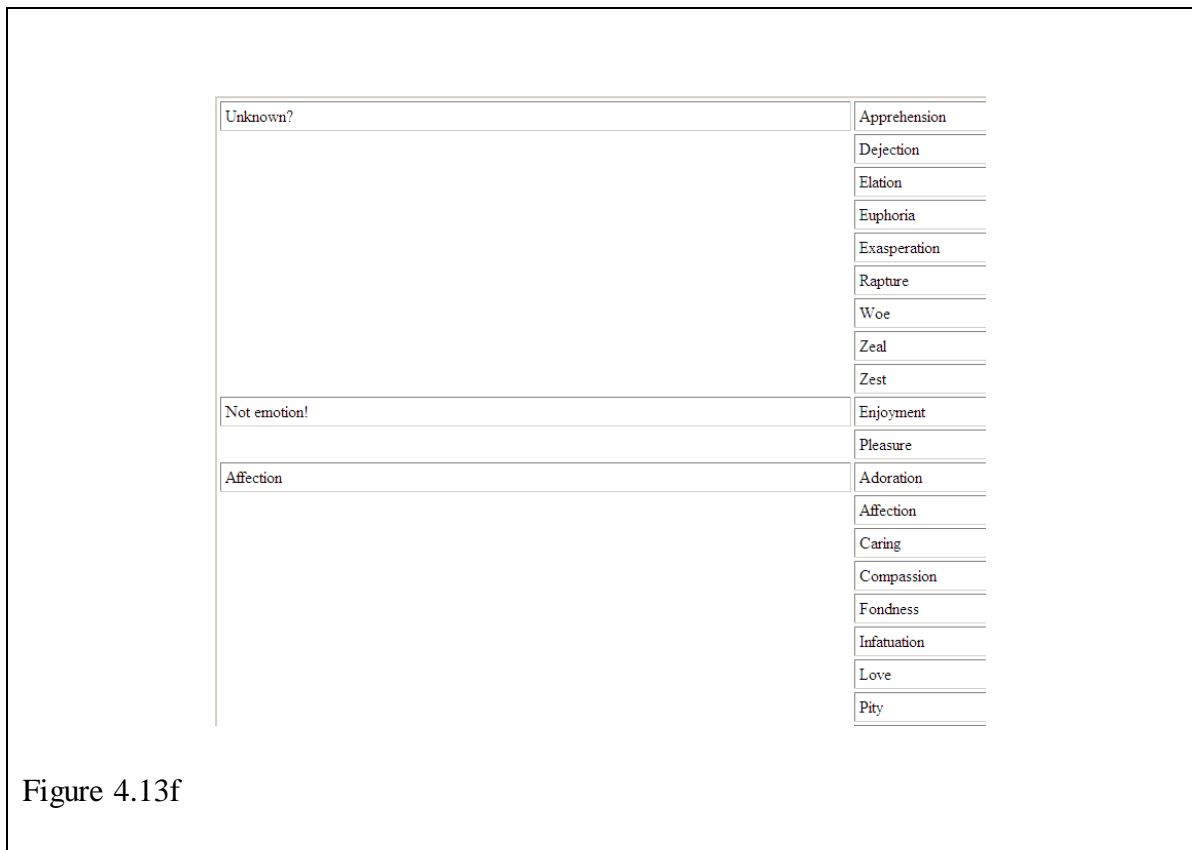 Unknown? Apprehension
Dejection
Elation
Euphoria
Exasperation
Rapture
Woe
Zeal
Zest
Not emotion! Enjoyment
Pleasure
Affection Adoration
Affection
Caring
Compassion
Fondness
Infatuation
Love
Pity
Figure 4.13f